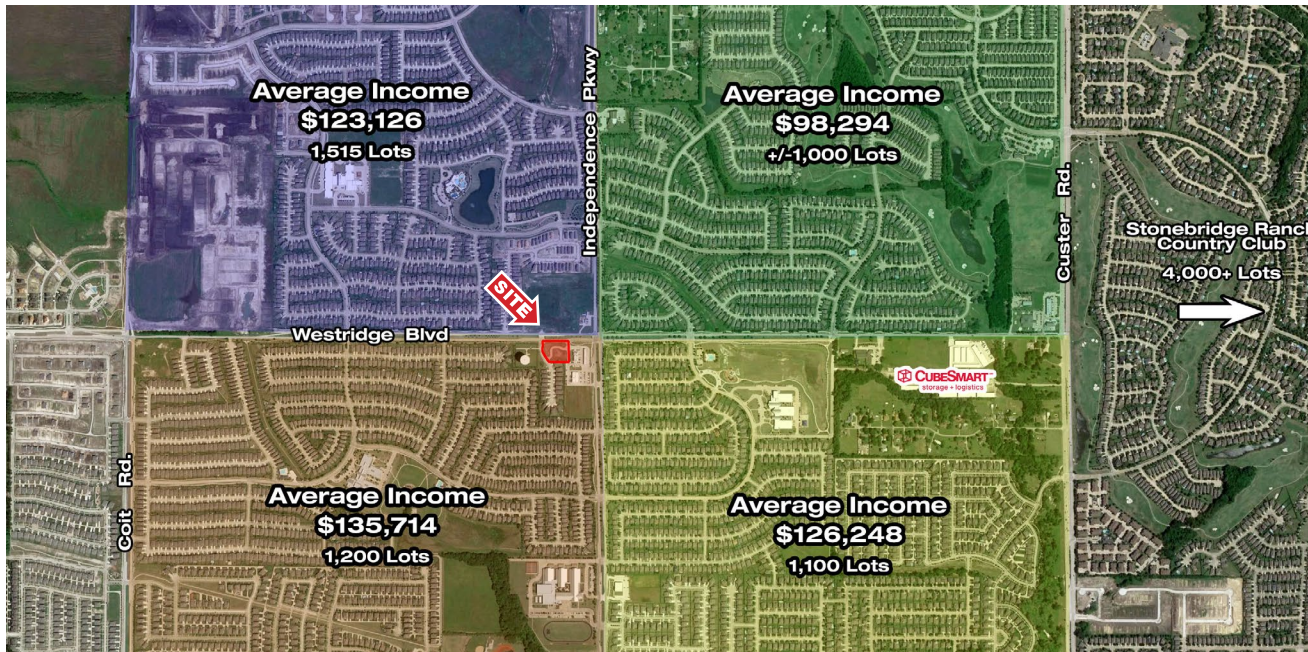 Average Income
$123,126
1,515 Lots
Independence Pkwy
Average Income
$98,294
+/-1,000 Lots
Custer Rd.
Stonebridge Ranch
Country Club
4,000+ Lots
SITE
Westridge Blvd
CUBESMART
storage + logistics
Coit Rd.
Average Income
$135,714
1,200 Lots
Average Income
$126,248
1,100 Lots